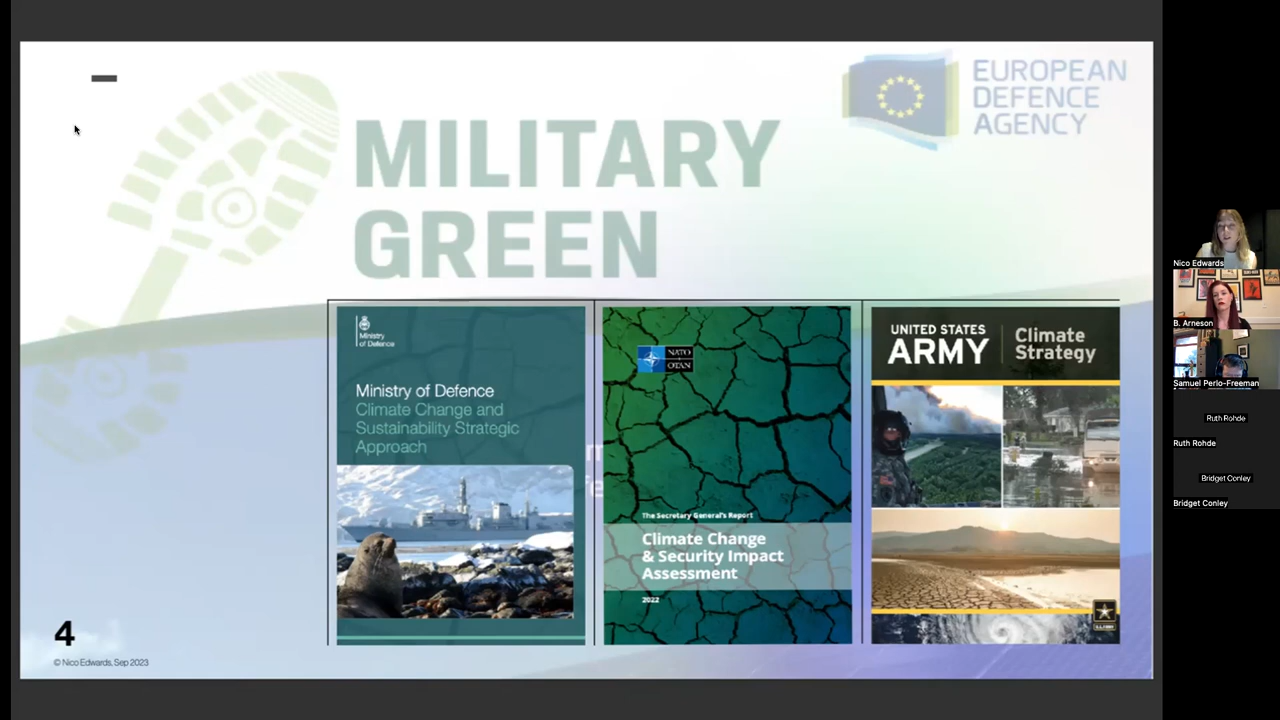 EUROPEAN
DEFENCE
AGENCY
MILITARY
GREEN
Ministry
of Defence
Ministry of Defence
Climate Change and
Sustainability Strategic
Approach
NATO
OTAN
The Secretary General's Report
Climate Change
& Security Impact
Assessment
2022
UNITED STATES
ARMY
Climate
Strategy
4
© Nico Edwards. Sep 2023
Nico Edwards
B. Arneson
Samuel Perlo-Freeman
Ruth Rohde
Ruth Rohde
Bridget Conley
Bridget Conley